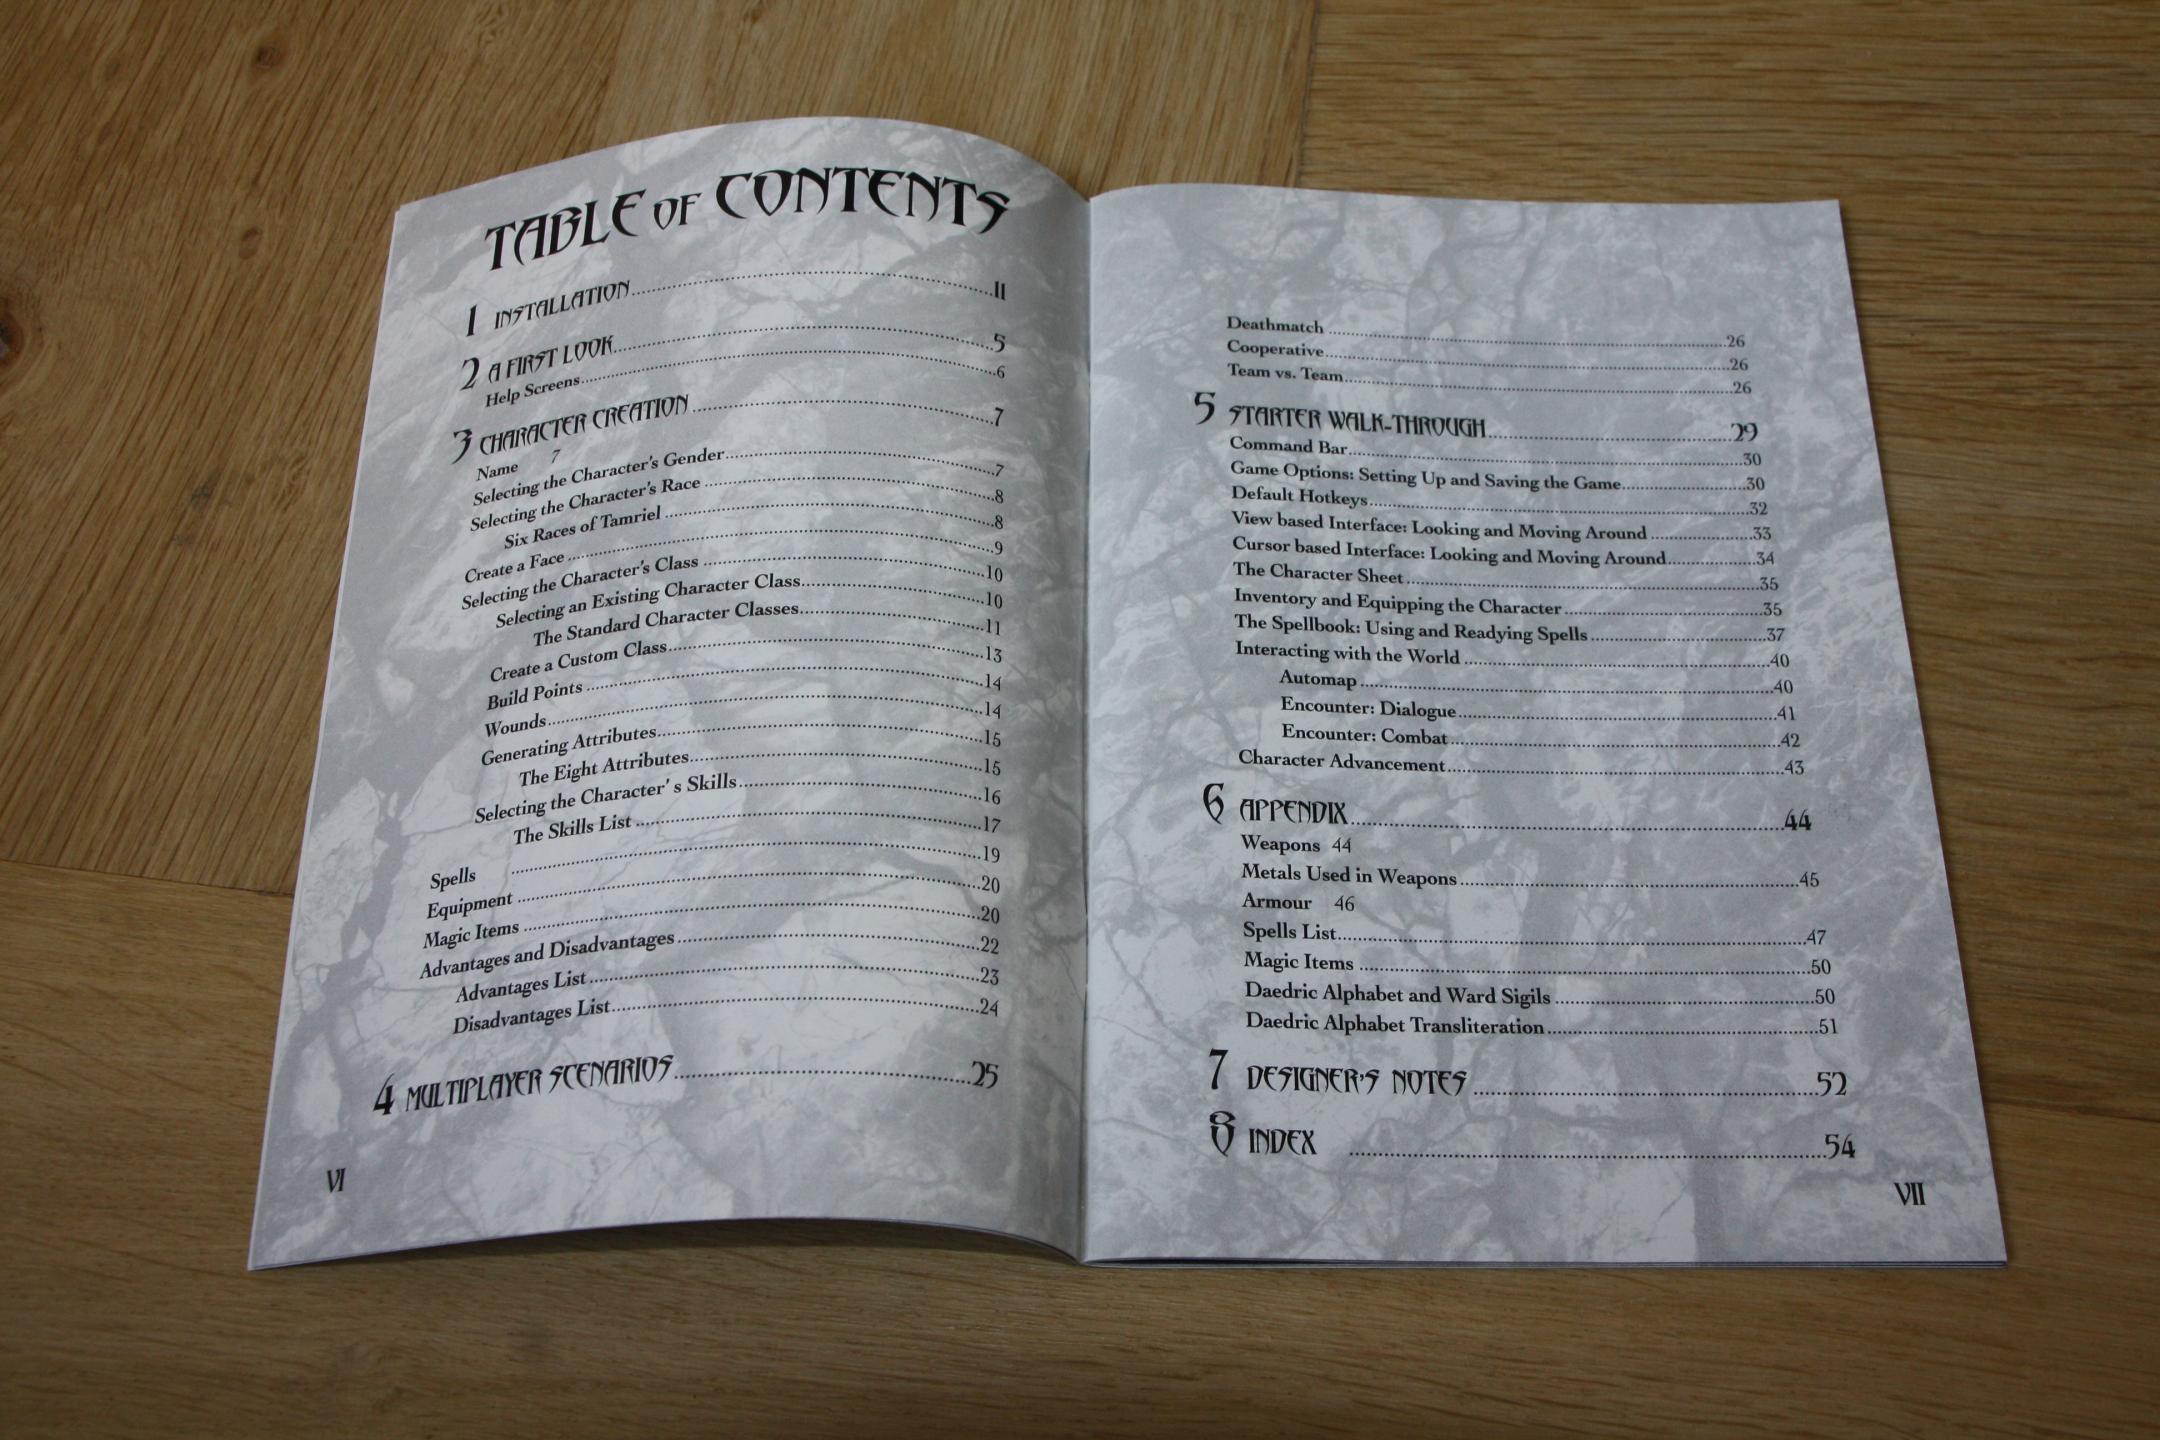 TABLE OF CONTENTS
1 INSTALLATION..........II
2 A FIRST LOOK..........5
Help Screens..........6
3 CHARACTER CREATION..........7
Name 7
Selecting the Character's Gender..........7
Selecting the Character's Race..........8
Six Races of Tamriel..........8
Create a Face..........9
Selecting the Character's Class..........10
Selecting an Existing Character Class..........10
The Standard Character Classes..........11
Create a Custom Class..........13
Build Points..........14
Wounds..........14
Generating Attributes..........15
The Eight Attributes..........15
Selecting the Character' s Skills..........16
The Skills List..........17
Spells..........19
Equipment..........20
Magic Items..........20
Advantages and Disadvantages..........22
Advantages List..........23
Disadvantages List..........24
4 MULTIPLAYER SCENARIOS..........25
VI
Deathmatch..........26
Cooperative..........26
Team vs. Team..........26
5 STARTER WALK-THROUGH..........29
Command Bar..........30
Game Options: Setting Up and Saving the Game..........30
Default Hotkeys..........32
View based Interface: Looking and Moving Around..........33
Cursor based Interface: Looking and Moving Around..........34
The Character Sheet..........35
Inventory and Equipping the Character..........35
The Spellbook: Using and Readying Spells..........37
Interacting with the World..........40
Automap..........40
Encounter: Dialogue..........41
Encounter: Combat..........42
Character Advancement..........43
6 APPENDIX..........44
Weapons 44
Metals Used in Weapons..........45
Armour 46
Spells List..........47
Magic Items..........50
Daedric Alphabet and Ward Sigils..........50
Daedric Alphabet Transliteration..........51
7 DESIGNER'S NOTES..........52
8 INDEX..........54
VII